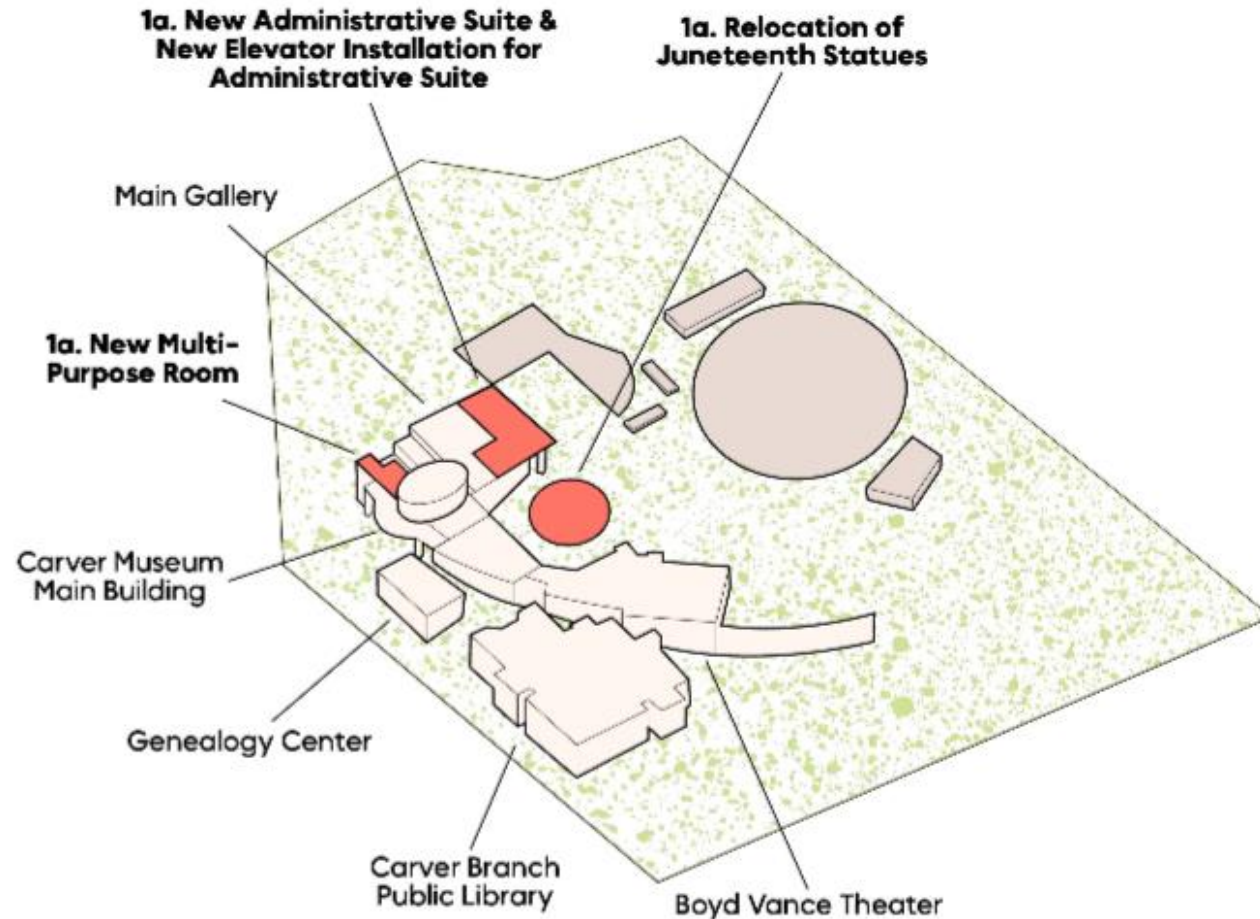 1a. New Administrative Suite &
New Elevator Installation for
Administrative Suite
1a. Relocation of
Juneteenth Statues
Main Gallery
1a. New Multi-
Purpose Room
Carver Museum
Main Building
Genealogy Center
Carver Branch
Public Library
Boyd Vance Theater